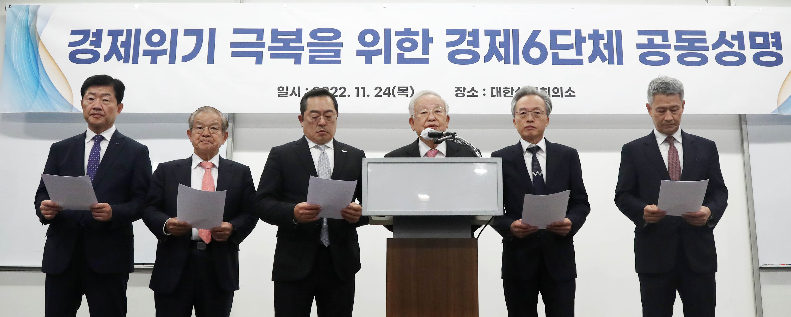 경제위기 극복을 위한 경제6단체 공동성명
일시 : 2022. 11. 24(목) 장소 : 대한상공회의소